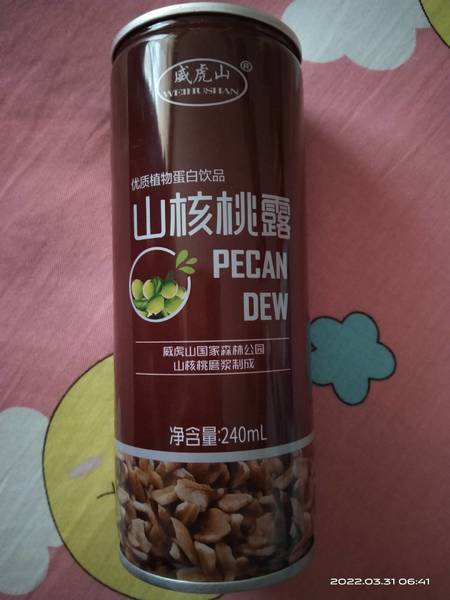 威虎山®
WEIHUSHAN
优质植物蛋白饮品
山核桃露
PECAN
DEW
威虎山国家森林公园
山核桃磨浆制成
净含量:240mL
2022.03.31 06:41